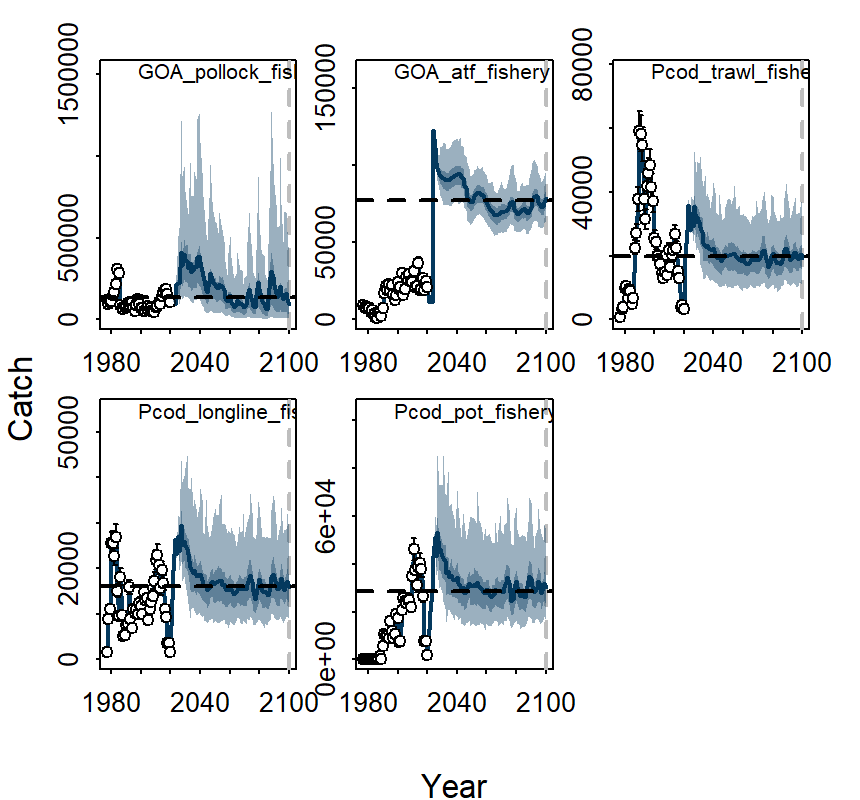 GOA_pollock_fisl
GOA_atf_fishery
Pcod_trawl_fishe
0 500000 1500000
0 50000 150000
0 40000 80000
1980 2040 2100
1980 2040 2100
1980 2040 2100
Catch
Pcod_longline_fis
Pcod_pot_fishery
0 20000 50000
0e+00 6e+04
1980 2040 2100
1980 2040 2100
Year